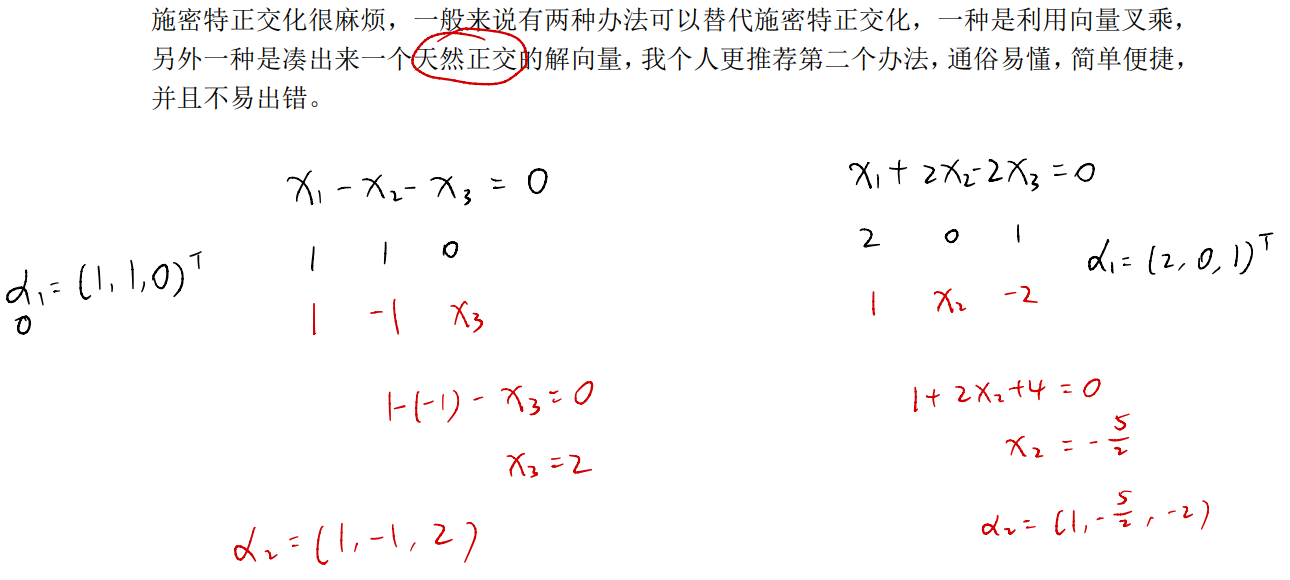 施密特正交化很麻烦，一般来说有两种办法可以替代施密特正交化，一种是利用向量叉乘，
另外一种是凑出来一个天然正交的解向量，我个人更推荐第二个办法，通俗易懂，简单便捷，
并且不易出错。
x₁ - x₂ - x₃ = 0
1 1 0
α₁ = (1, 1, 0)ᵀ
0
1 -1 x₃
1-(-1) - x₃ = 0
x₃ = 2
α₂ = (1, -1, 2)
x₁ + 2x₂ - 2x₃ = 0
2 0 1
α₁ = (2, 0, 1)ᵀ
1 x₂ -2
1 + 2x₂ + 4 = 0
x₂ = -5/2
α₂ = (1, -5/2, -2)